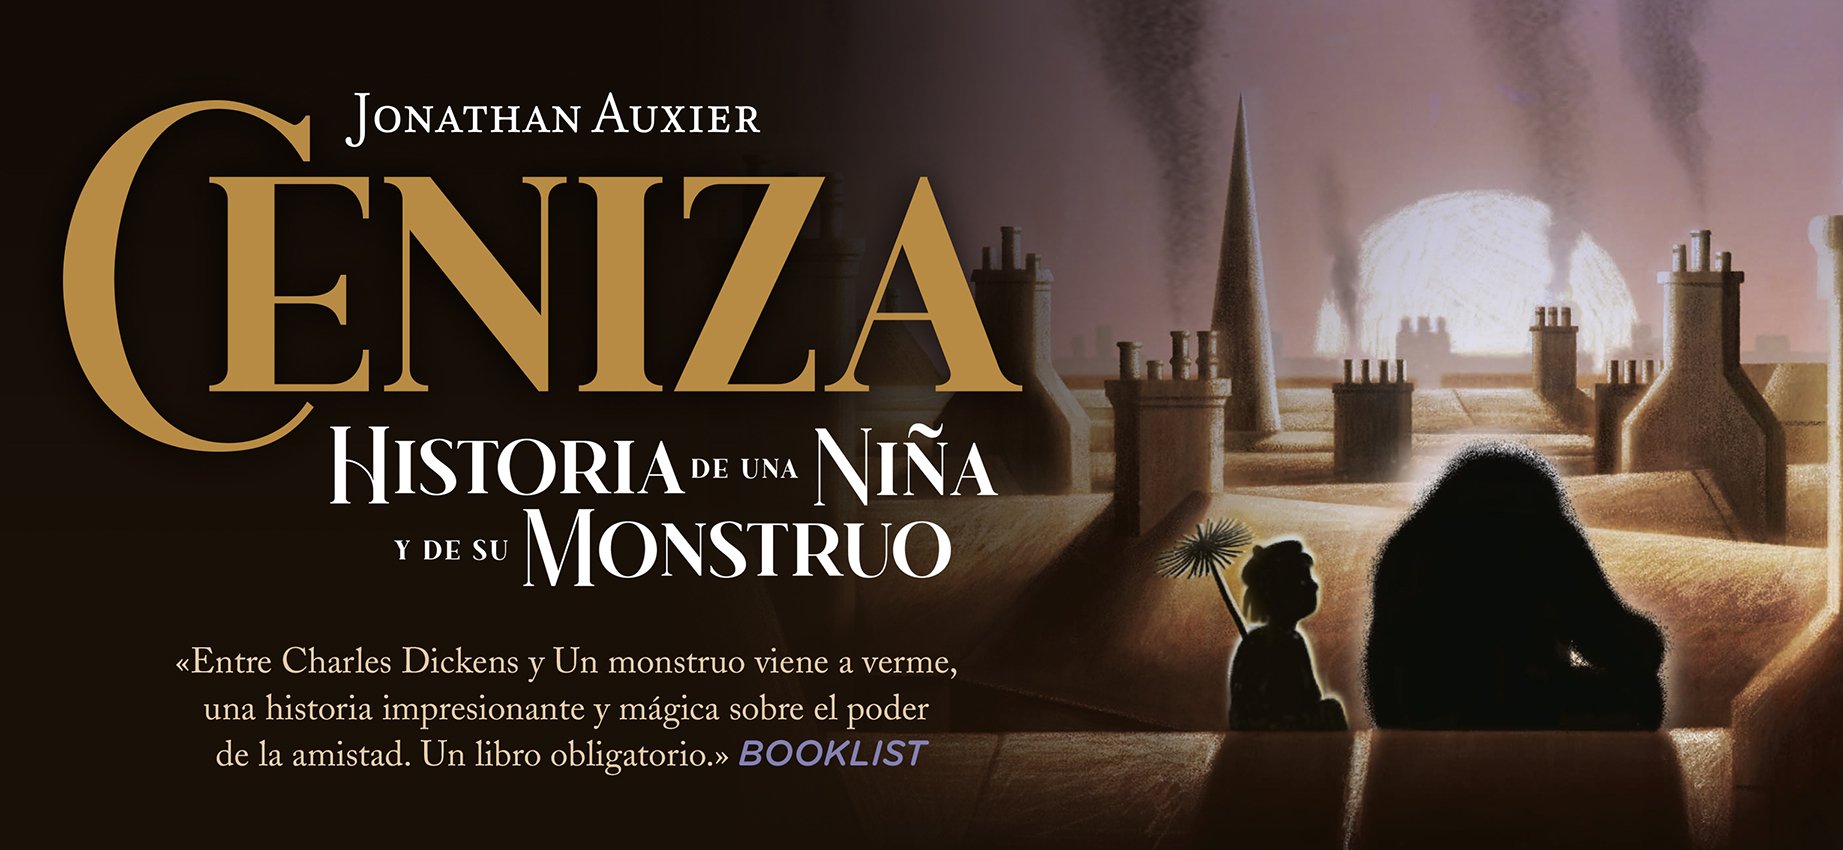 JONATHAN AUXIER
CENIZA
HISTORIA DE UNA NIÑA
Y DE SU MONSTRUO
«Entre Charles Dickens y Un monstruo viene a verme,
una historia impresionante y mágica sobre el poder
de la amistad. Un libro obligatorio.» BOOKLIST